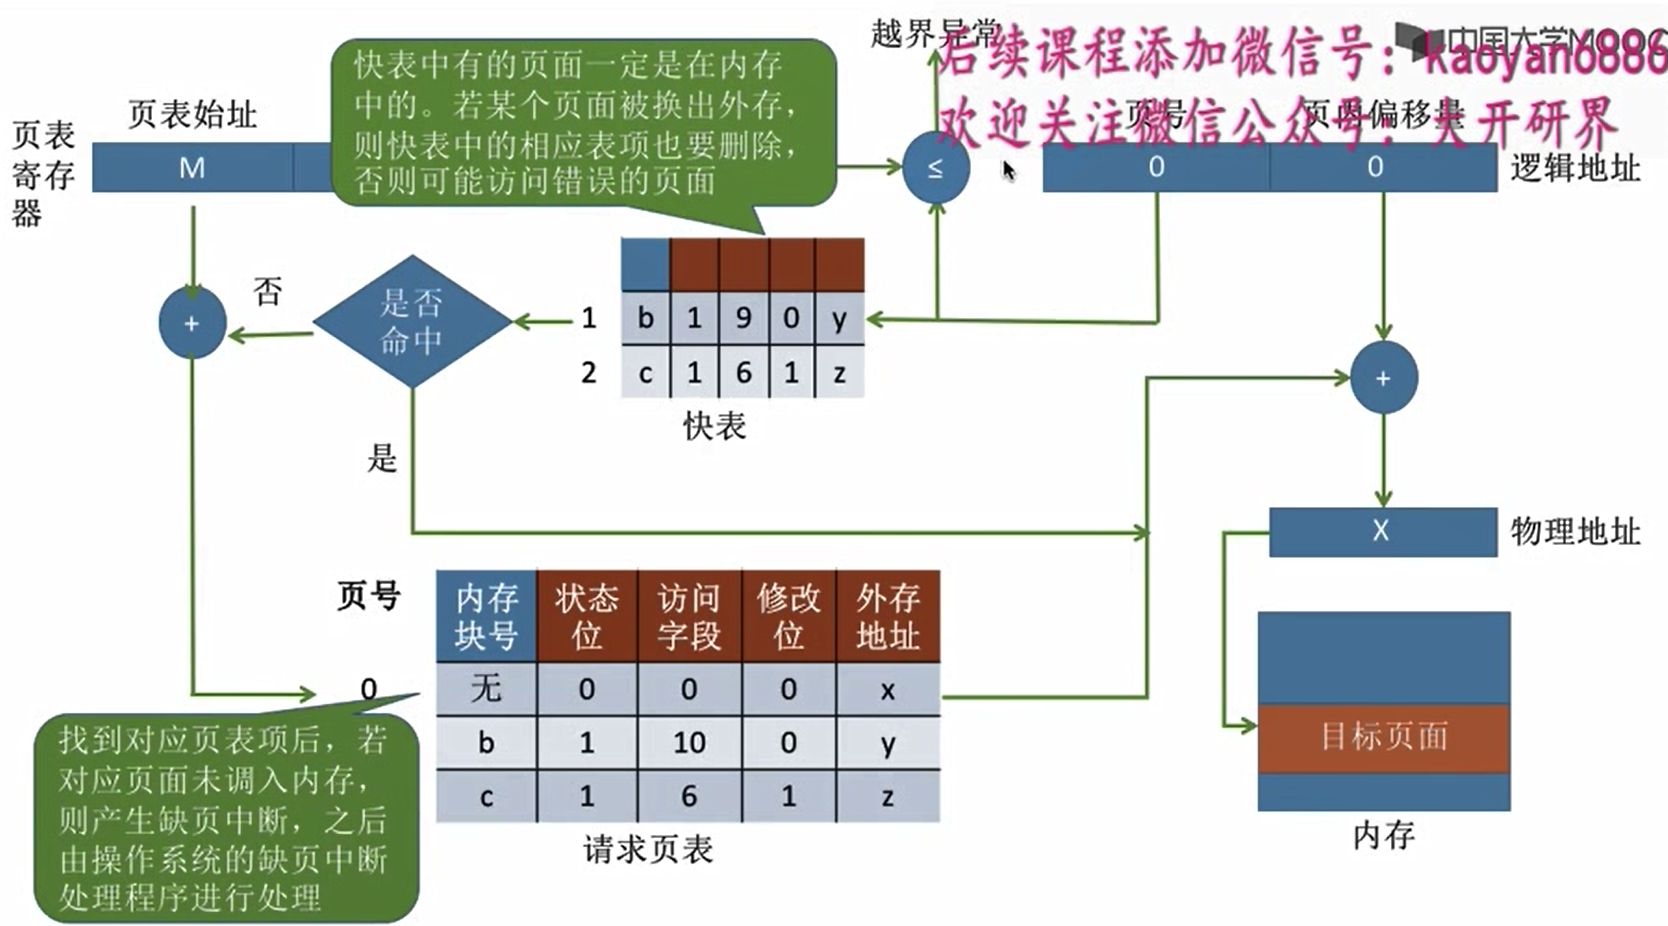 越界异常
中国大学MOOC
后续课程添加微信号：kaoyan6886
欢迎关注微信公众号：大开研界
快表中有的页面一定是在内存
中的。若某个页面被换出外存，
则快表中的相应表项也要删除，
否则可能访问错误的页面
页表始址
页号
页内偏移量
页表
寄存
器
M
≤
0 0
逻辑地址
+
否
是否
命中
1 b 1 9 0 y
2 c 1 6 1 z
快表
+
是
X
物理地址
页号
内存
块号
状态
位
访问
字段
修改
位
外存
地址
0 无 0 0 0 x
b 1 10 0 y
c 1 6 1 z
请求页表
找到对应页表项后，若
对应页面未调入内存，
则产生缺页中断，之后
由操作系统的缺页中断
处理程序进行处理
目标页面
内存